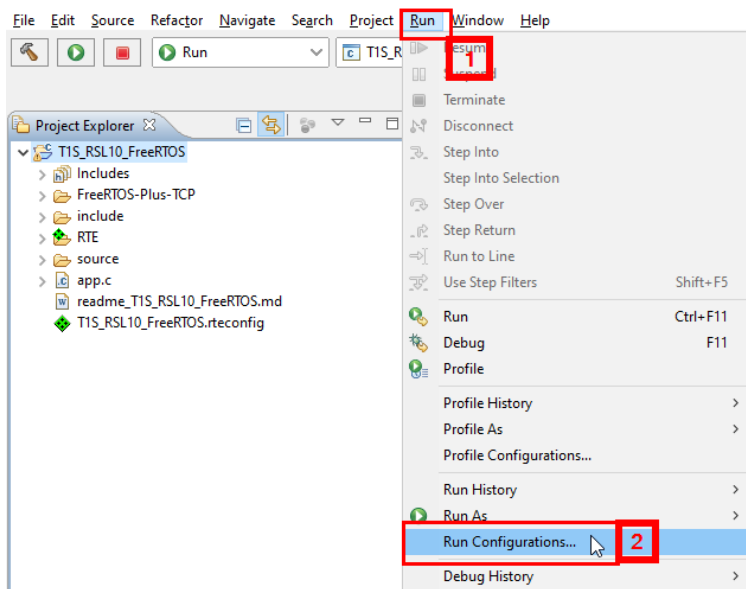 File Edit Source Refactor Navigate Search Project Run Window Help
Run
T1S_R
1
Project Explorer
T1S_RSL10_FreeRTOS
Includes
FreeRTOS-Plus-TCP
include
RTE
source
app.c
readme_T1S_RSL10_FreeRTOS.md
T1S_RSL10_FreeRTOS.rteconfig
Resum
Suspend
Terminate
Disconnect
Step Into
Step Into Selection
Step Over
Step Return
Run to Line
Use Step Filters Shift+F5
Run Ctrl+F11
Debug F11
Profile
Profile History
Profile As
Profile Configurations...
Run History
Run As
Run Configurations... 2
Debug History